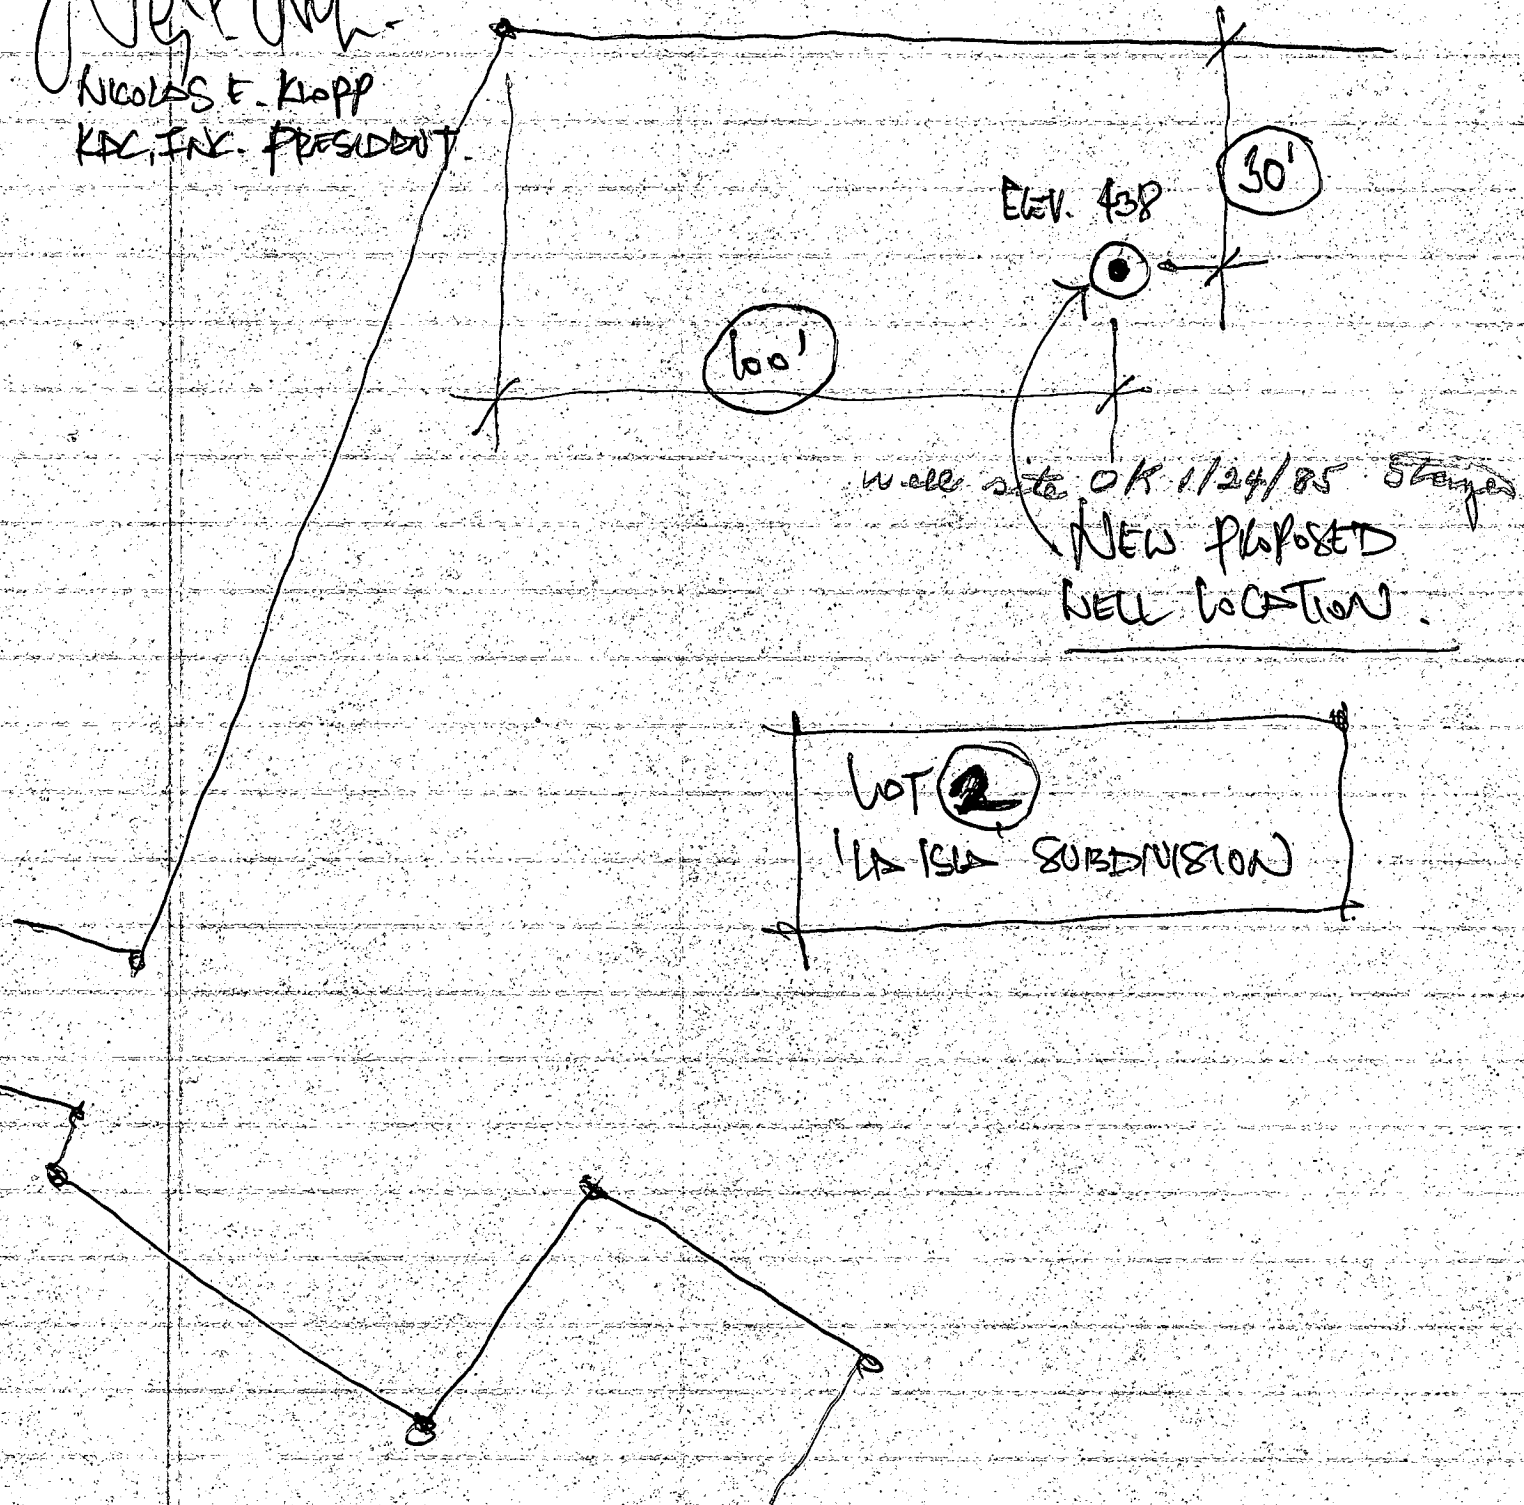 NICOLAS E. KLOPP
KDC, INC. PRESIDENT.
30'
ELEV. 438
100'
well site OK 1/24/85
NEW PROPOSED
WELL LOCATION.
LOT 2
'LA ISLA' SUBDIVISION